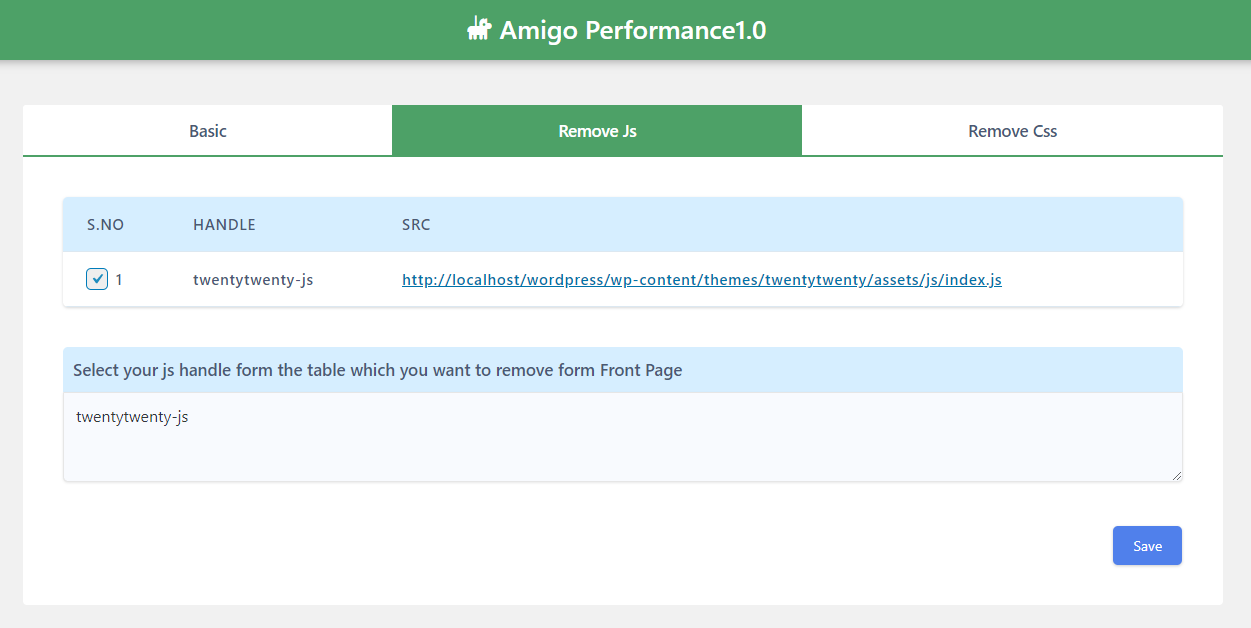 Amigo Performance1.0
Basic Remove Js Remove Css
S.NO HANDLE SRC
1 twentytwenty-js http://localhost/wordpress/wp-content/themes/twentytwenty/assets/js/index.js
Select your js handle form the table which you want to remove form Front Page
twentytwenty-js
Save